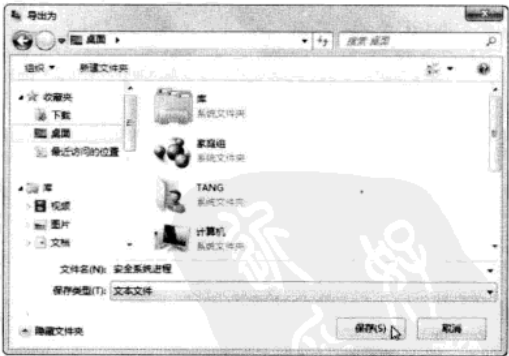 导出为
桌面
搜索 桌面
组织
新建文件夹
收藏夹
下载
桌面
最近访问的位置
库
视频
图片
文档
库
系统文件夹
家庭组
系统文件夹
TANG
系统文件夹
计算机
系统文件夹
文件名(N): 安全系统进程
保存类型(T): 文本文件
隐藏文件夹
保存(S)
取消